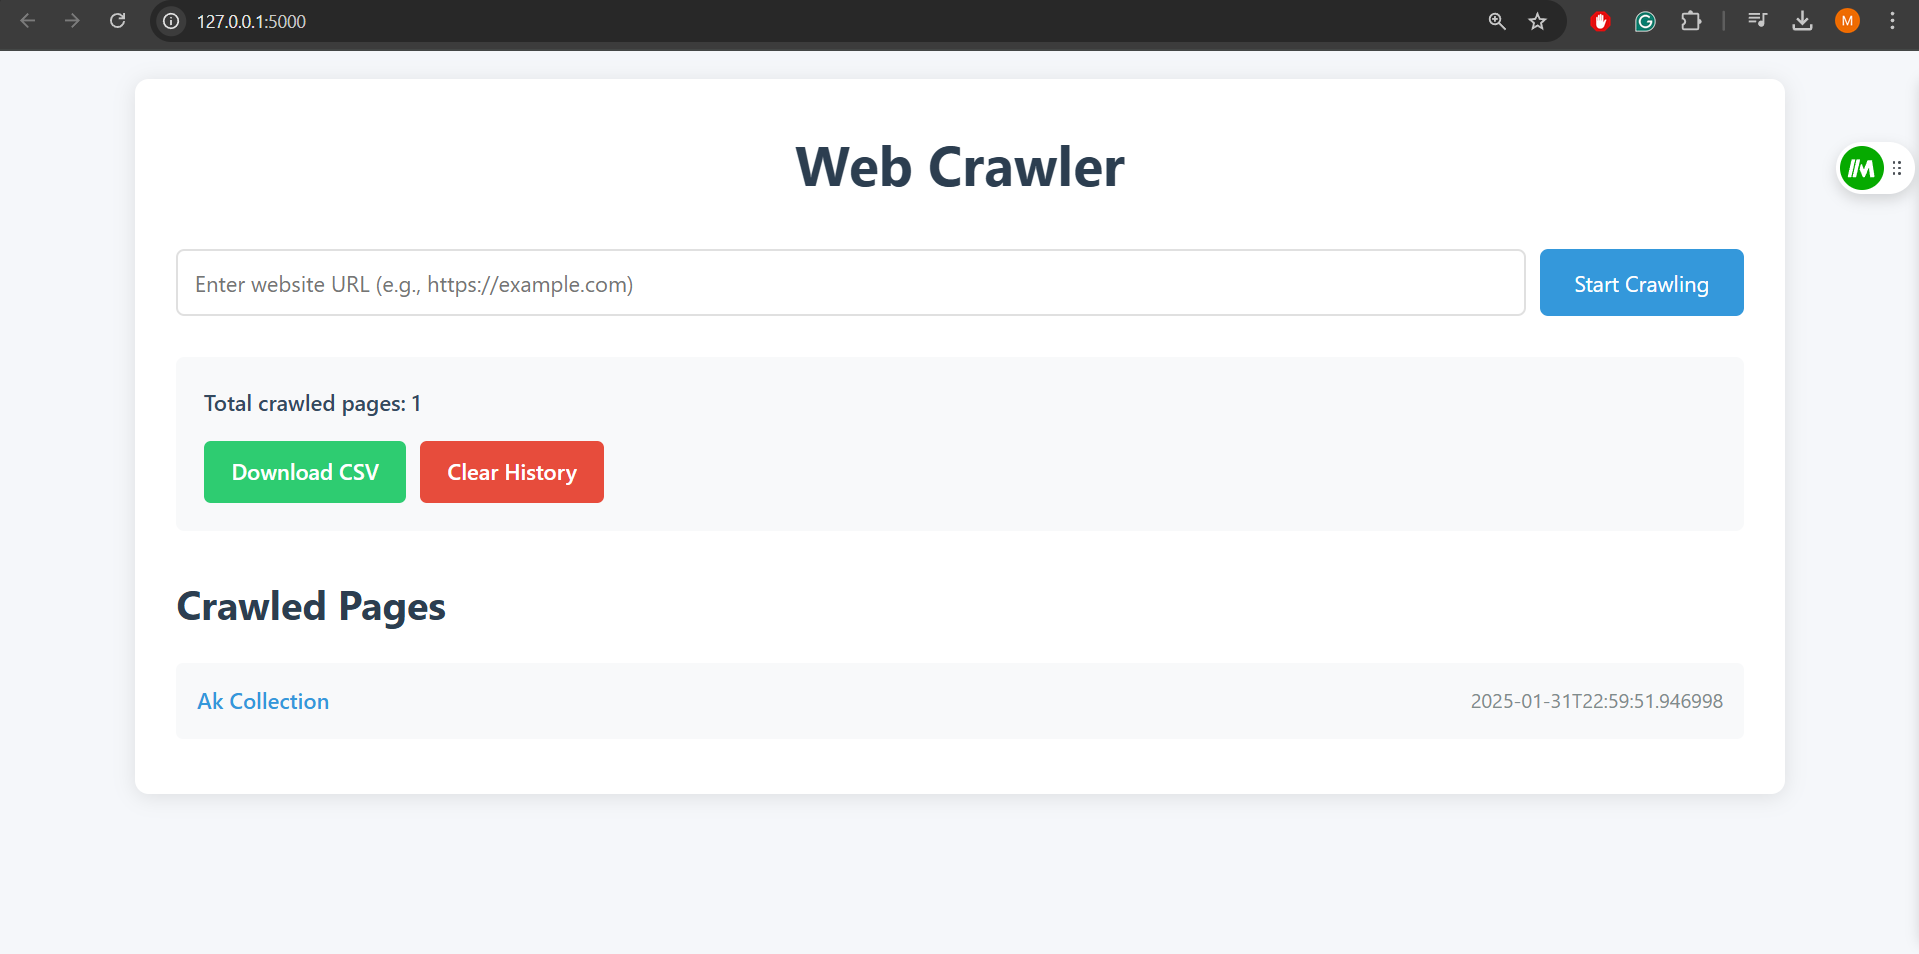 127.0.0.1:5000
M
Web Crawler
Enter website URL (e.g., https://example.com)
Start Crawling
Total crawled pages: 1
Download CSV
Clear History
Crawled Pages
Ak Collection
2025-01-31T22:59:51.946998